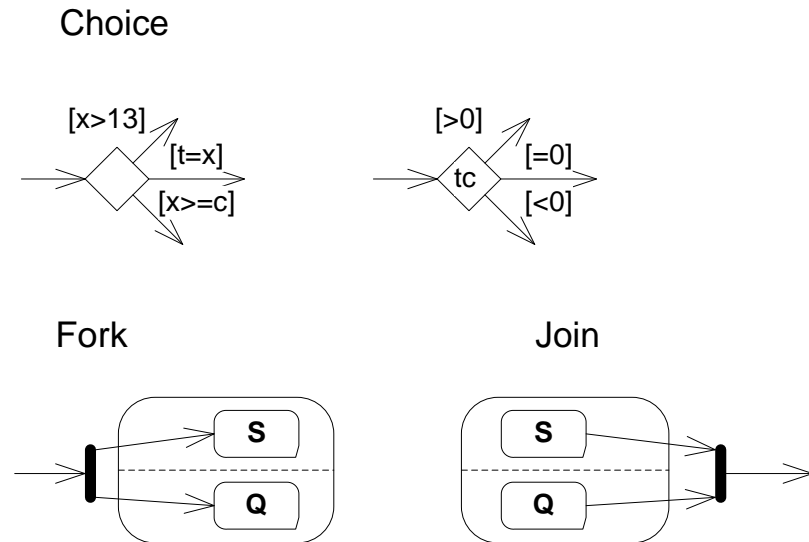 Choice
[x>13]
[t=x]
[x>=c]
[>0]
tc
[=0]
[<0]
Fork
Join
S
Q
S
Q